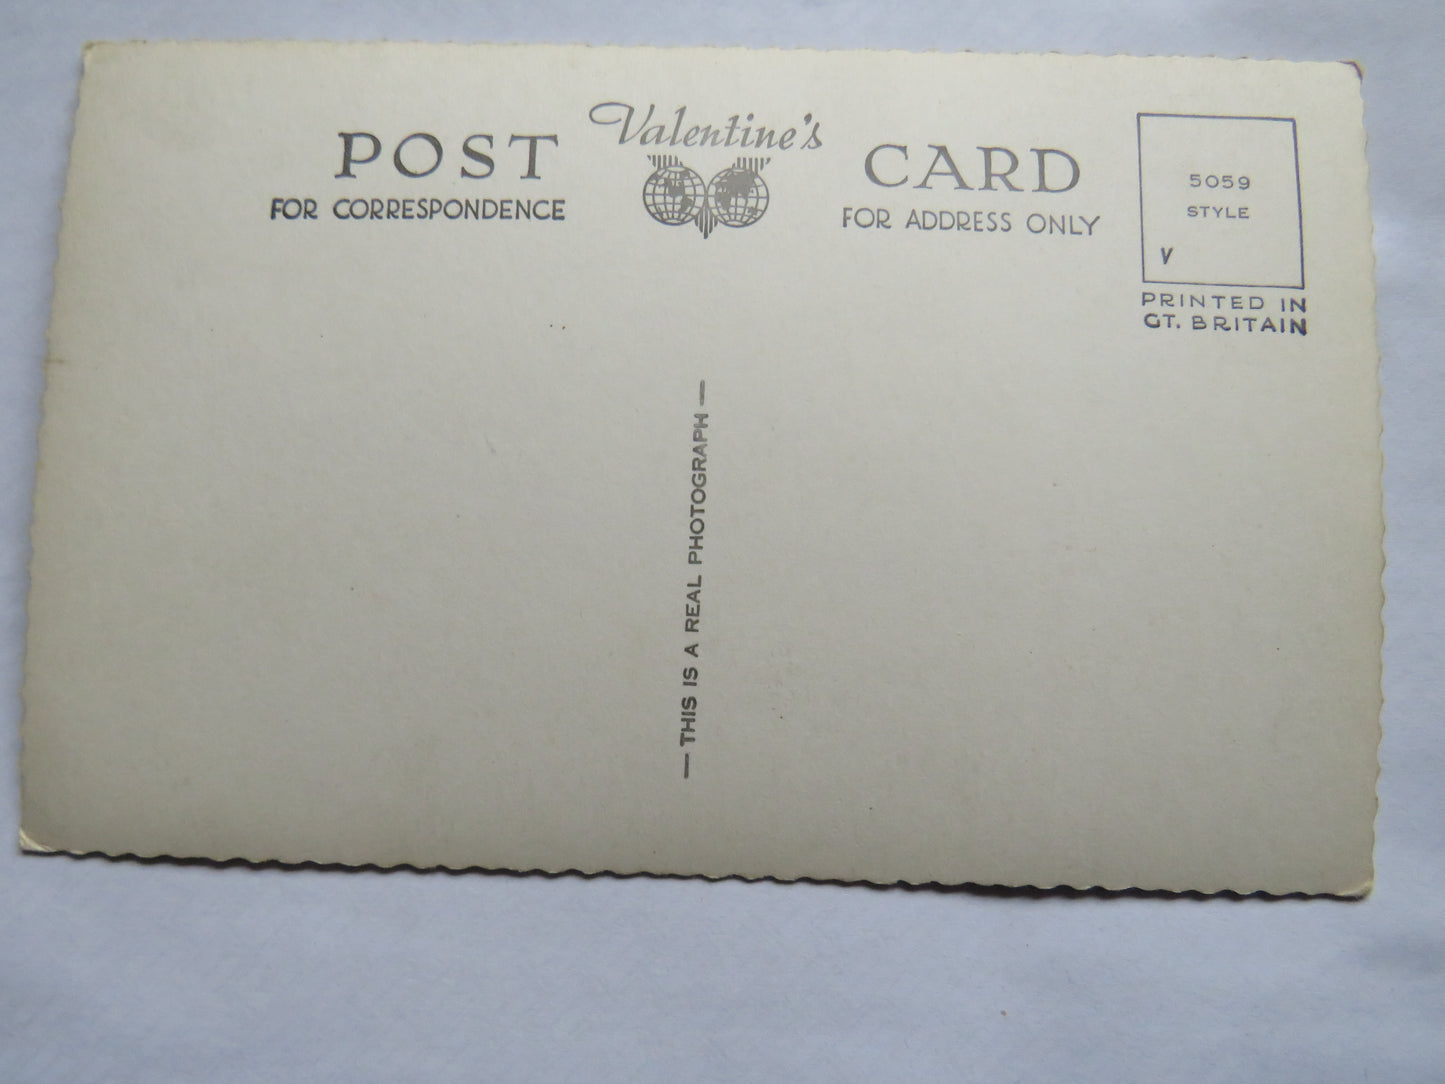 POST Valentine's CARD
FOR CORRESPONDENCE
FOR ADDRESS ONLY
5059
STYLE
V
PRINTED IN
GT. BRITAIN
— THIS IS A REAL PHOTOGRAPH —